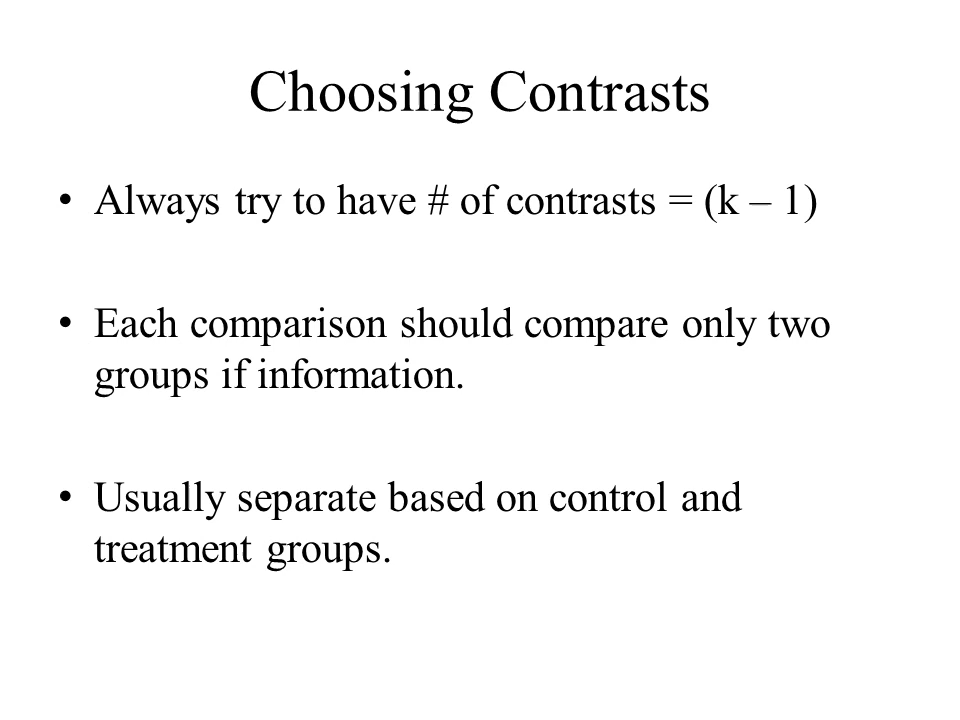 Choosing Contrasts
• Always try to have # of contrasts = (k – 1)
• Each comparison should compare only two
groups if information.
• Usually separate based on control and
treatment groups.